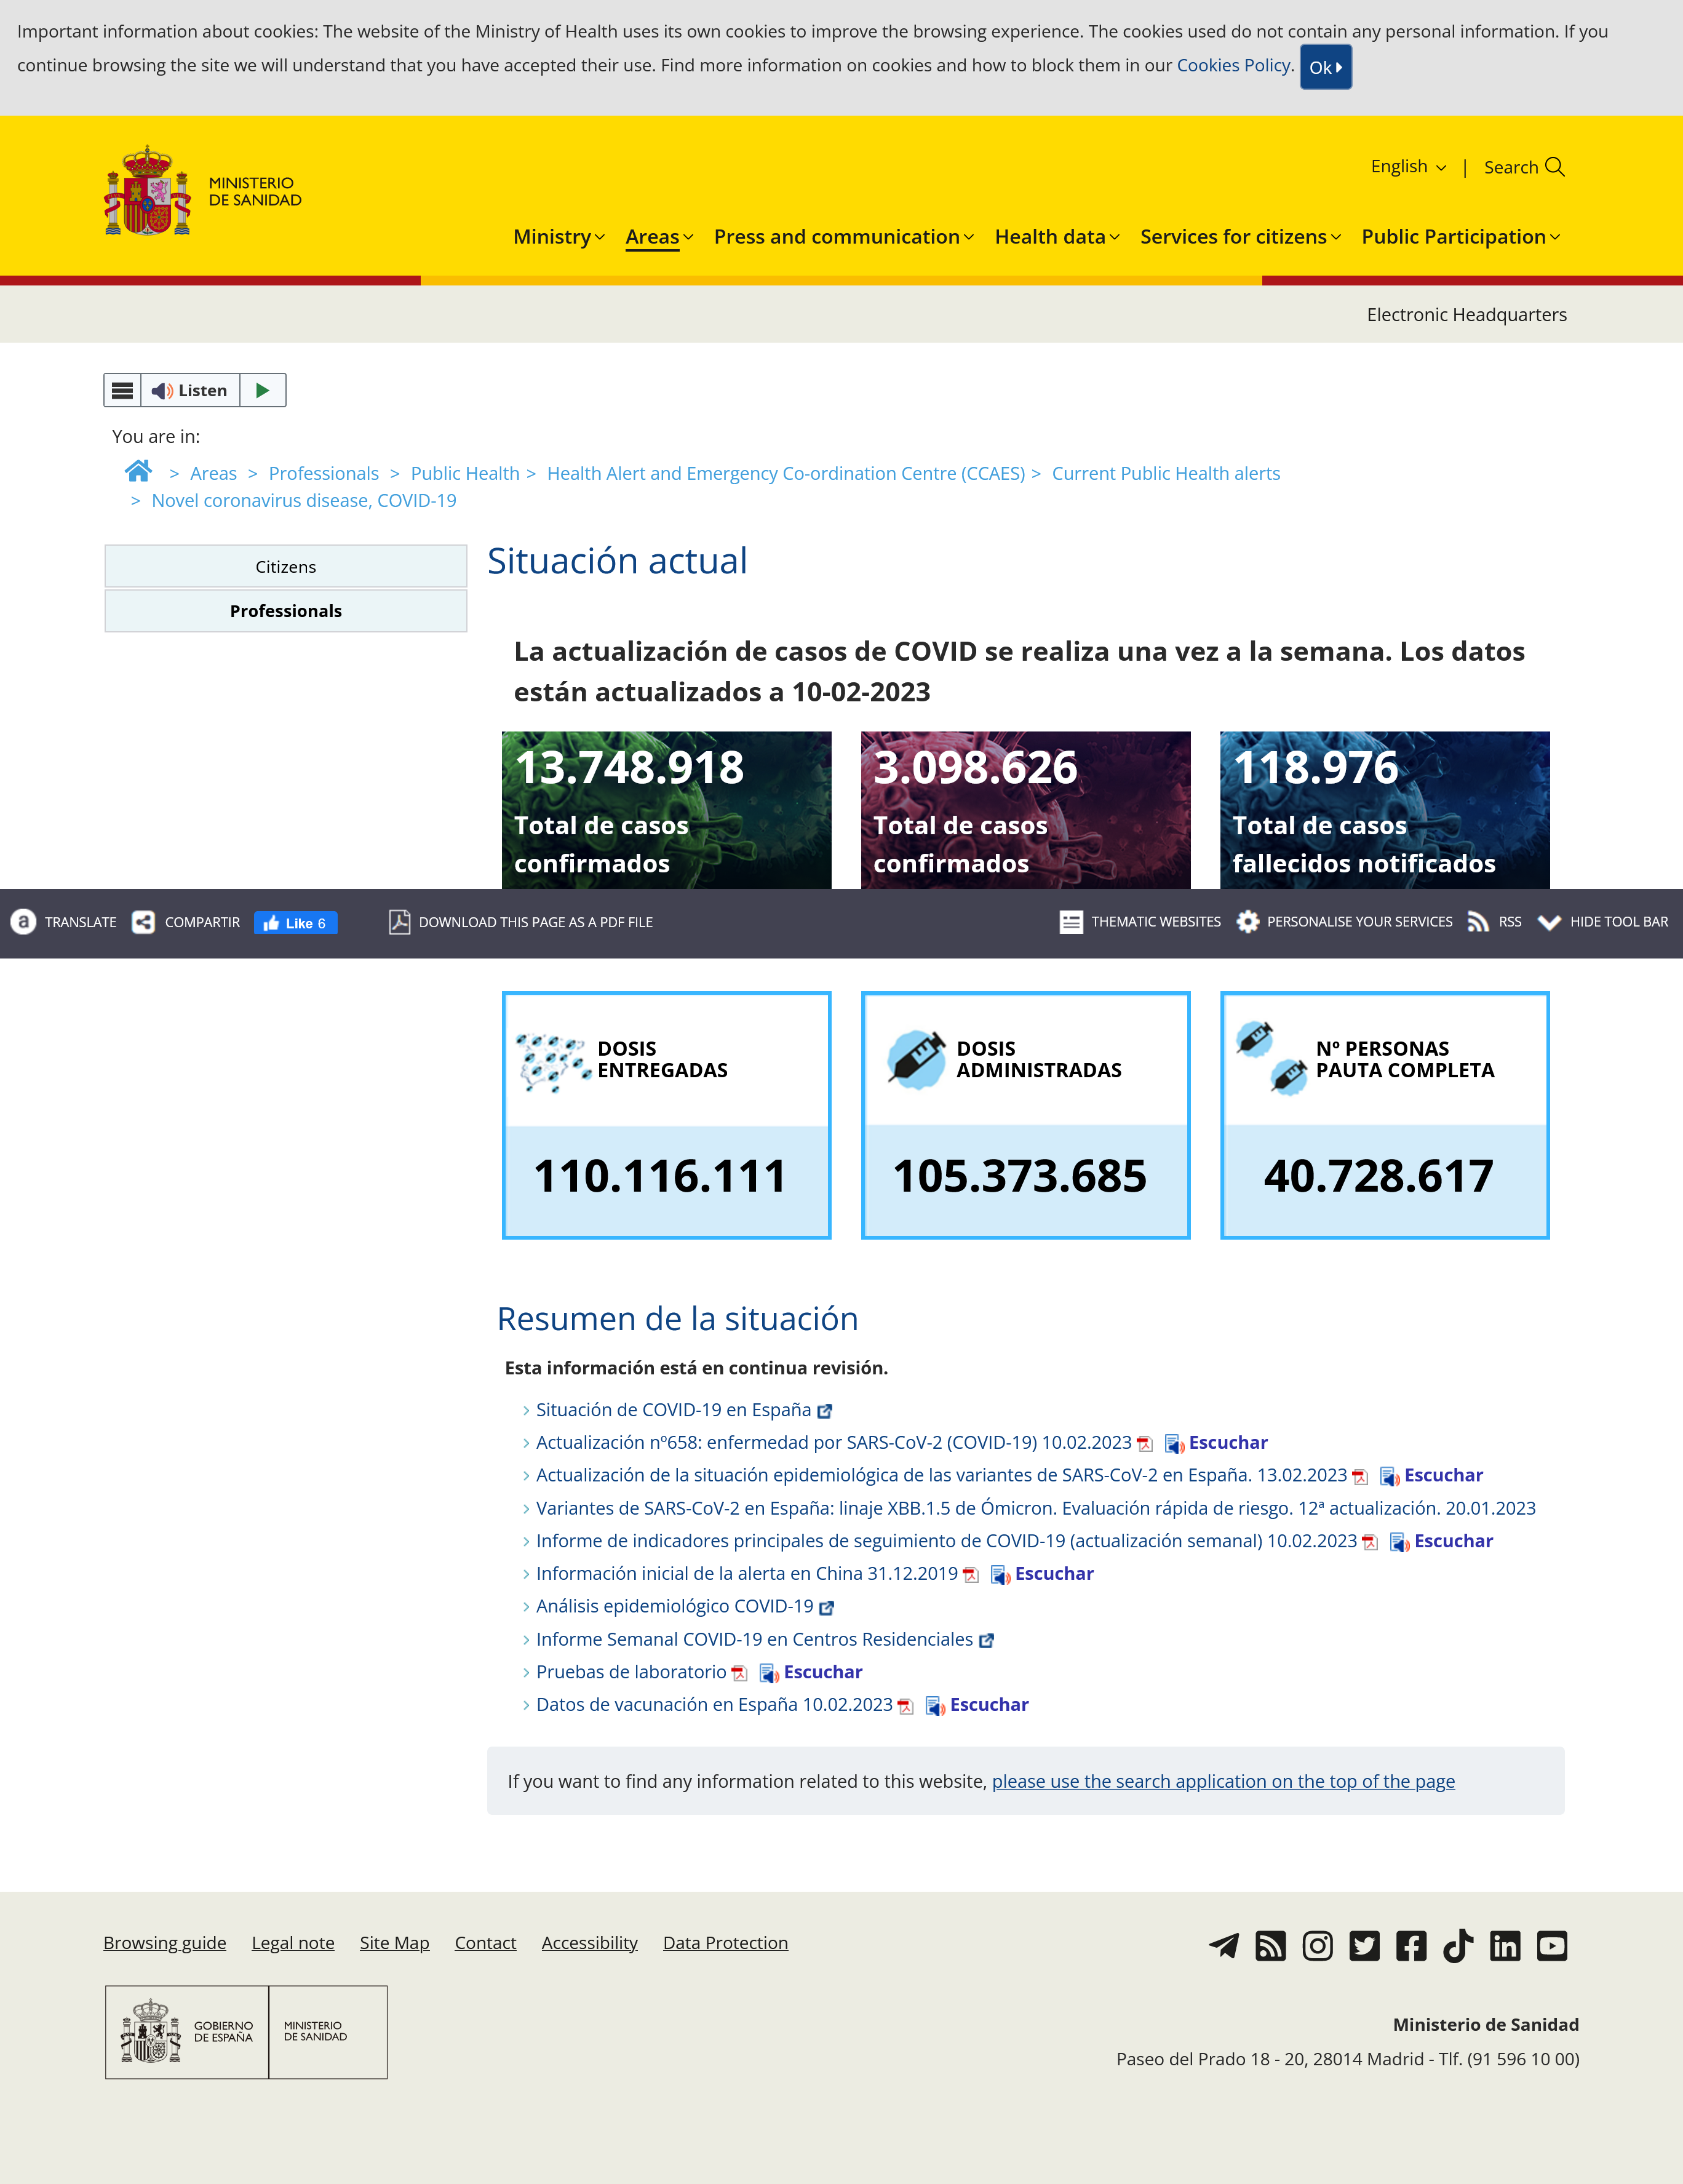 Important information about cookies: The website of the Ministry of Health uses its own cookies to improve the browsing experience. The cookies used do not contain any personal information. If you
continue browsing the site we will understand that you have accepted their use. Find more information on cookies and how to block them in our Cookies Policy. Ok
MINISTERIO
DE SANIDAD
English | Search
Ministry Areas Press and communication Health data Services for citizens Public Participation
Electronic Headquarters
Listen
You are in:
> Areas > Professionals > Public Health > Health Alert and Emergency Co-ordination Centre (CCAES) > Current Public Health alerts
> Novel coronavirus disease, COVID-19
Citizens
Professionals
Situación actual
La actualización de casos de COVID se realiza una vez a la semana. Los datos
están actualizados a 10-02-2023
13.748.918
Total de casos
confirmados
3.098.626
Total de casos
confirmados
118.976
Total de casos
fallecidos notificados
a TRANSLATE COMPARTIR Like 6 DOWNLOAD THIS PAGE AS A PDF FILE THEMATIC WEBSITES PERSONALISE YOUR SERVICES RSS HIDE TOOL BAR
DOSIS
ENTREGADAS
110.116.111
DOSIS
ADMINISTRADAS
105.373.685
Nº PERSONAS
PAUTA COMPLETA
40.728.617
Resumen de la situación
Esta información está en continua revisión.
Situación de COVID-19 en España
Actualización nº658: enfermedad por SARS-CoV-2 (COVID-19) 10.02.2023 Escuchar
Actualización de la situación epidemiológica de las variantes de SARS-CoV-2 en España. 13.02.2023 Escuchar
Variantes de SARS-CoV-2 en España: linaje XBB.1.5 de Ómicron. Evaluación rápida de riesgo. 12ª actualización. 20.01.2023
Informe de indicadores principales de seguimiento de COVID-19 (actualización semanal) 10.02.2023 Escuchar
Información inicial de la alerta en China 31.12.2019 Escuchar
Análisis epidemiológico COVID-19
Informe Semanal COVID-19 en Centros Residenciales
Pruebas de laboratorio Escuchar
Datos de vacunación en España 10.02.2023 Escuchar
If you want to find any information related to this website, please use the search application on the top of the page
Browsing guide Legal note Site Map Contact Accessibility Data Protection
GOBIERNO
DE ESPAÑA
MINISTERIO
DE SANIDAD
Ministerio de Sanidad
Paseo del Prado 18 - 20, 28014 Madrid - Tlf. (91 596 10 00)